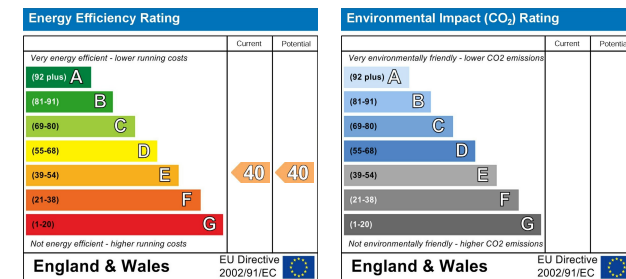 Energy Efficiency Rating
Current Potential
Very energy efficient - lower running costs
(92 plus) A
(81-91) B
(69-80) C
(55-68) D
(39-54) E 40 40
(21-38) F
(1-20) G
Not energy efficient - higher running costs
England & Wales
EU Directive
2002/91/EC
Environmental Impact (CO₂) Rating
Current Potential
Very environmentally friendly - lower CO2 emissions
(92 plus) A
(81-91) B
(69-80) C
(55-68) D
(39-54) E
(21-38) F
(1-20) G
Not environmentally friendly - higher CO2 emissions
England & Wales
EU Directive
2002/91/EC